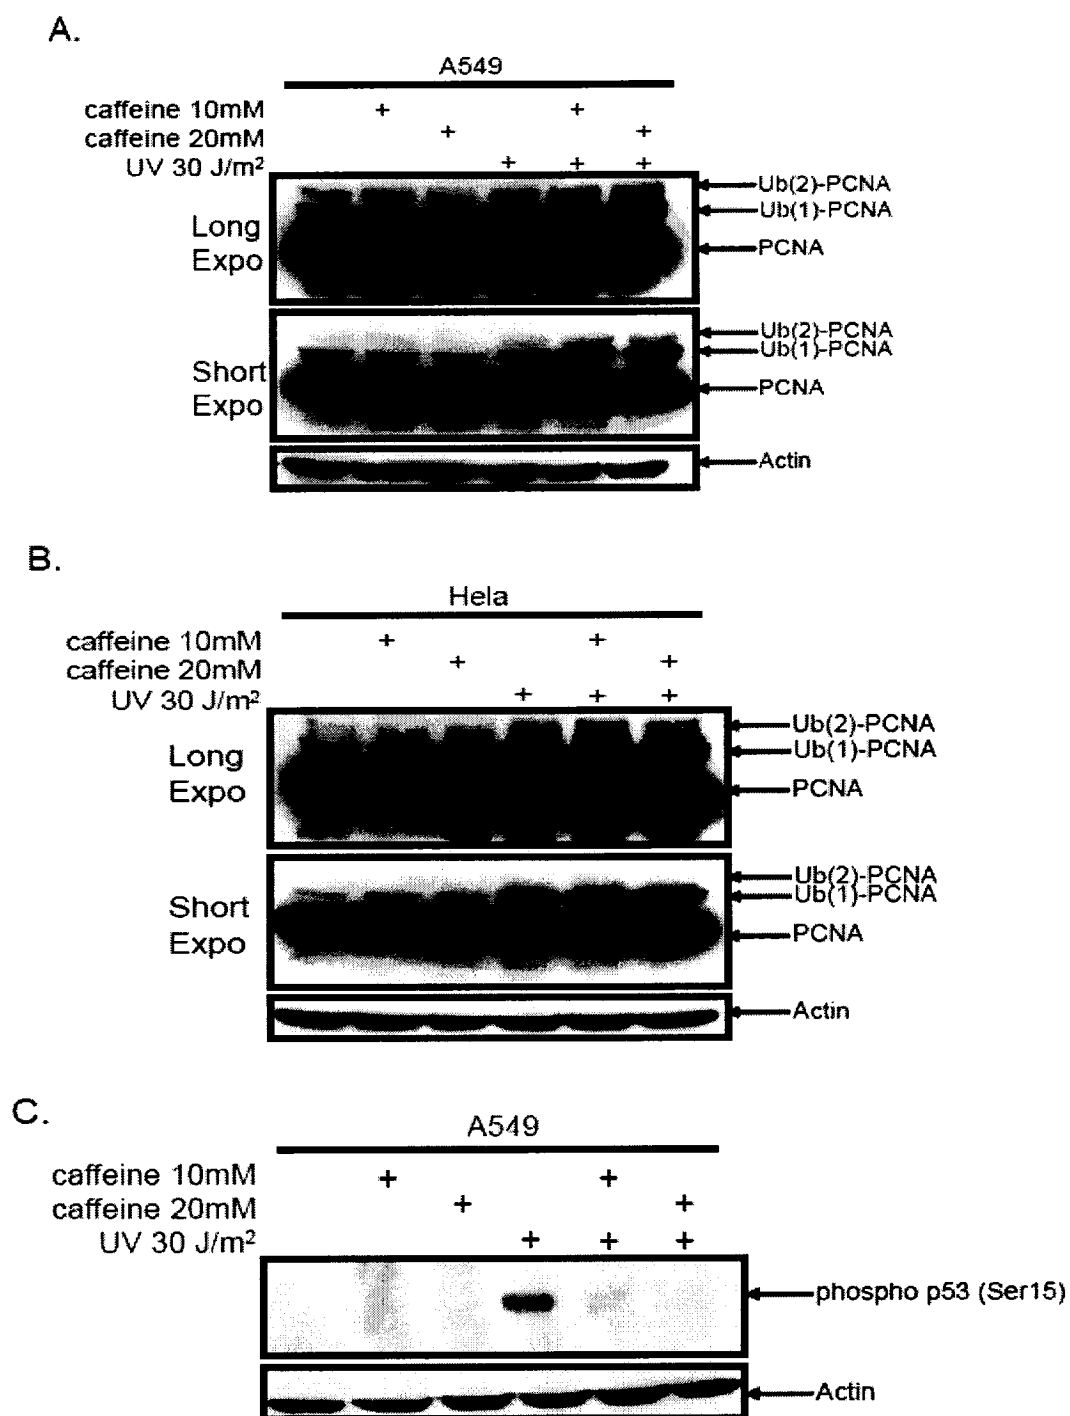 A.
A549
caffeine 10mM + +
caffeine 20mM + +
UV 30 J/m² + + +
Long Expo
Ub(2)-PCNA
Ub(1)-PCNA
PCNA
Short Expo
Ub(2)-PCNA
Ub(1)-PCNA
PCNA
Actin
B.
Hela
caffeine 10mM + +
caffeine 20mM + +
UV 30 J/m² + + +
Long Expo
Ub(2)-PCNA
Ub(1)-PCNA
PCNA
Short Expo
Ub(2)-PCNA
Ub(1)-PCNA
PCNA
Actin
C.
A549
caffeine 10mM + +
caffeine 20mM + +
UV 30 J/m² + + +
phospho p53 (Ser15)
Actin